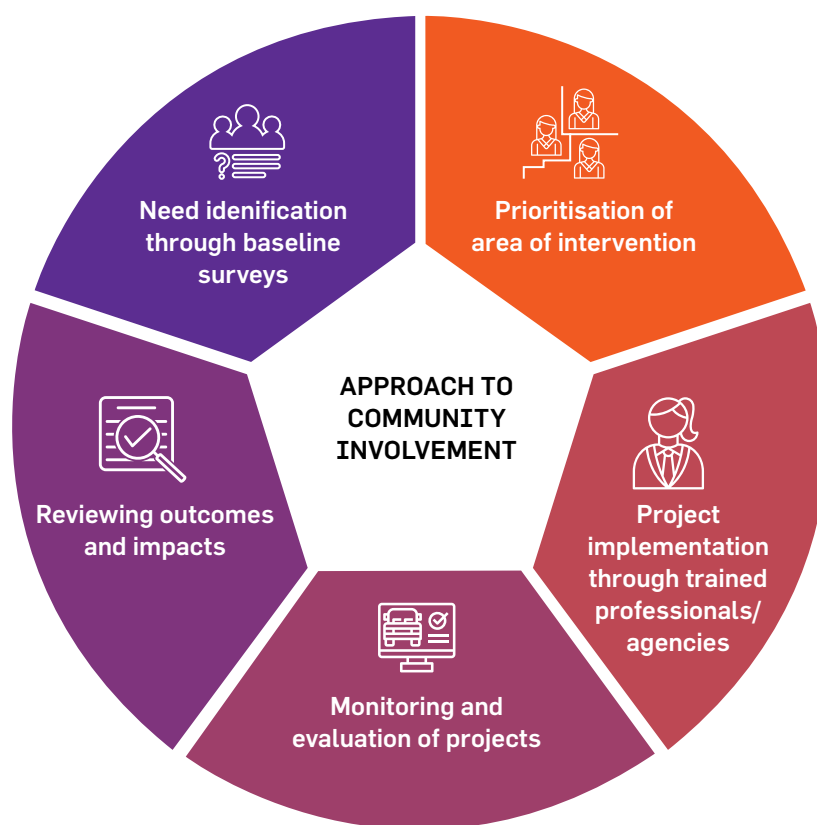 Need idenification
through baseline
surveys
Prioritisation of
area of intervention
APPROACH TO
COMMUNITY
INVOLVEMENT
Project
implementation
through trained
professionals/
agencies
Monitoring and
evaluation of projects
Reviewing outcomes
and impacts